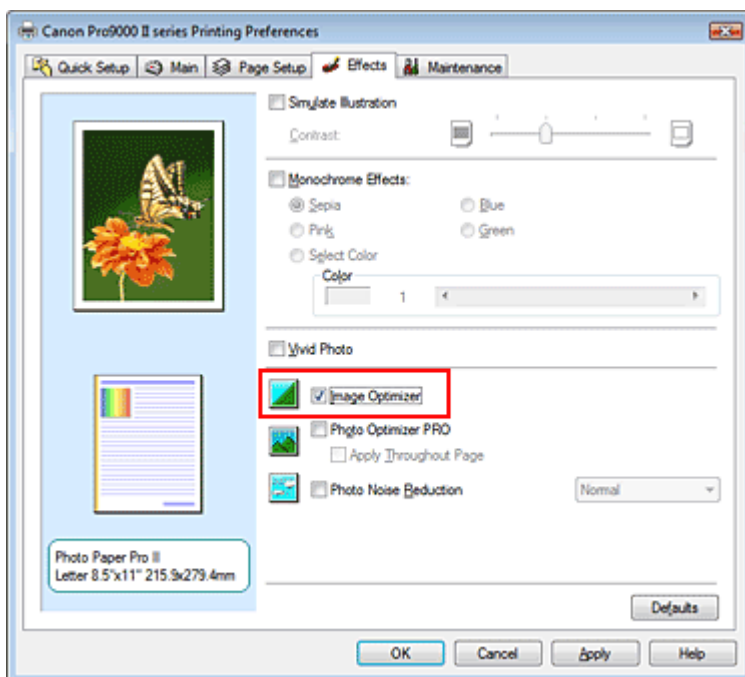 Canon Pro9000 II series Printing Preferences
Quick Setup Main Page Setup Effects Maintenance
Simulate Illustration
Contrast:
Monochrome Effects:
Sepia Blue
Pink Green
Select Color
Color
1
Vivid Photo
Image Optimizer
Photo Optimizer PRO
Apply Throughout Page
Photo Noise Reduction Normal
Photo Paper Pro II
Letter 8.5"x11" 215.9x279.4mm
Defaults
OK Cancel Apply Help